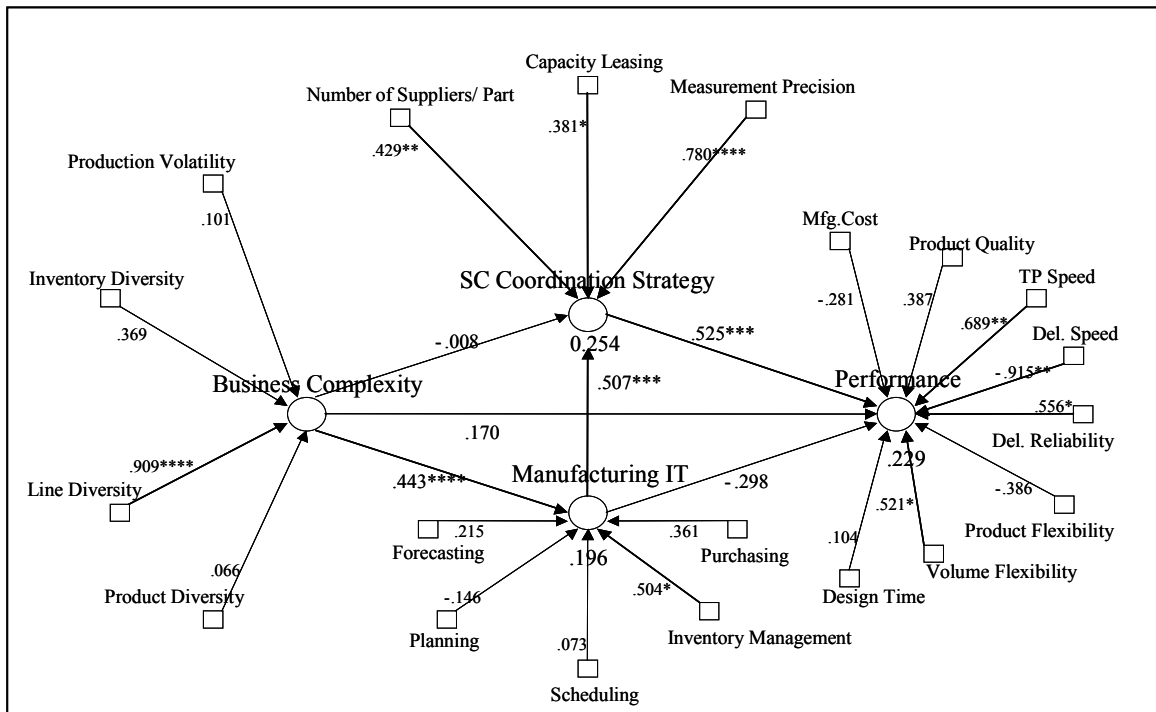 Capacity Leasing
Number of Suppliers/ Part
Measurement Precision
.381*
.429**
.780****
Production Volatility
.101
Mfg.Cost
Product Quality
Inventory Diversity
SC Coordination Strategy
TP Speed
-.281
.387
.369
.689**
Del. Speed
-.008
0.254
.525***
Business Complexity
.507***
Performance
-.915**
.556*
.170
Del. Reliability
.909****
.443****
Manufacturing IT
-.298
.229
-.386
Line Diversity
.215
.361
.521*
Product Flexibility
Forecasting
.196
Purchasing
.104
.066
-.146
.504*
Volume Flexibility
Product Diversity
Design Time
Planning
.073
Inventory Management
Scheduling